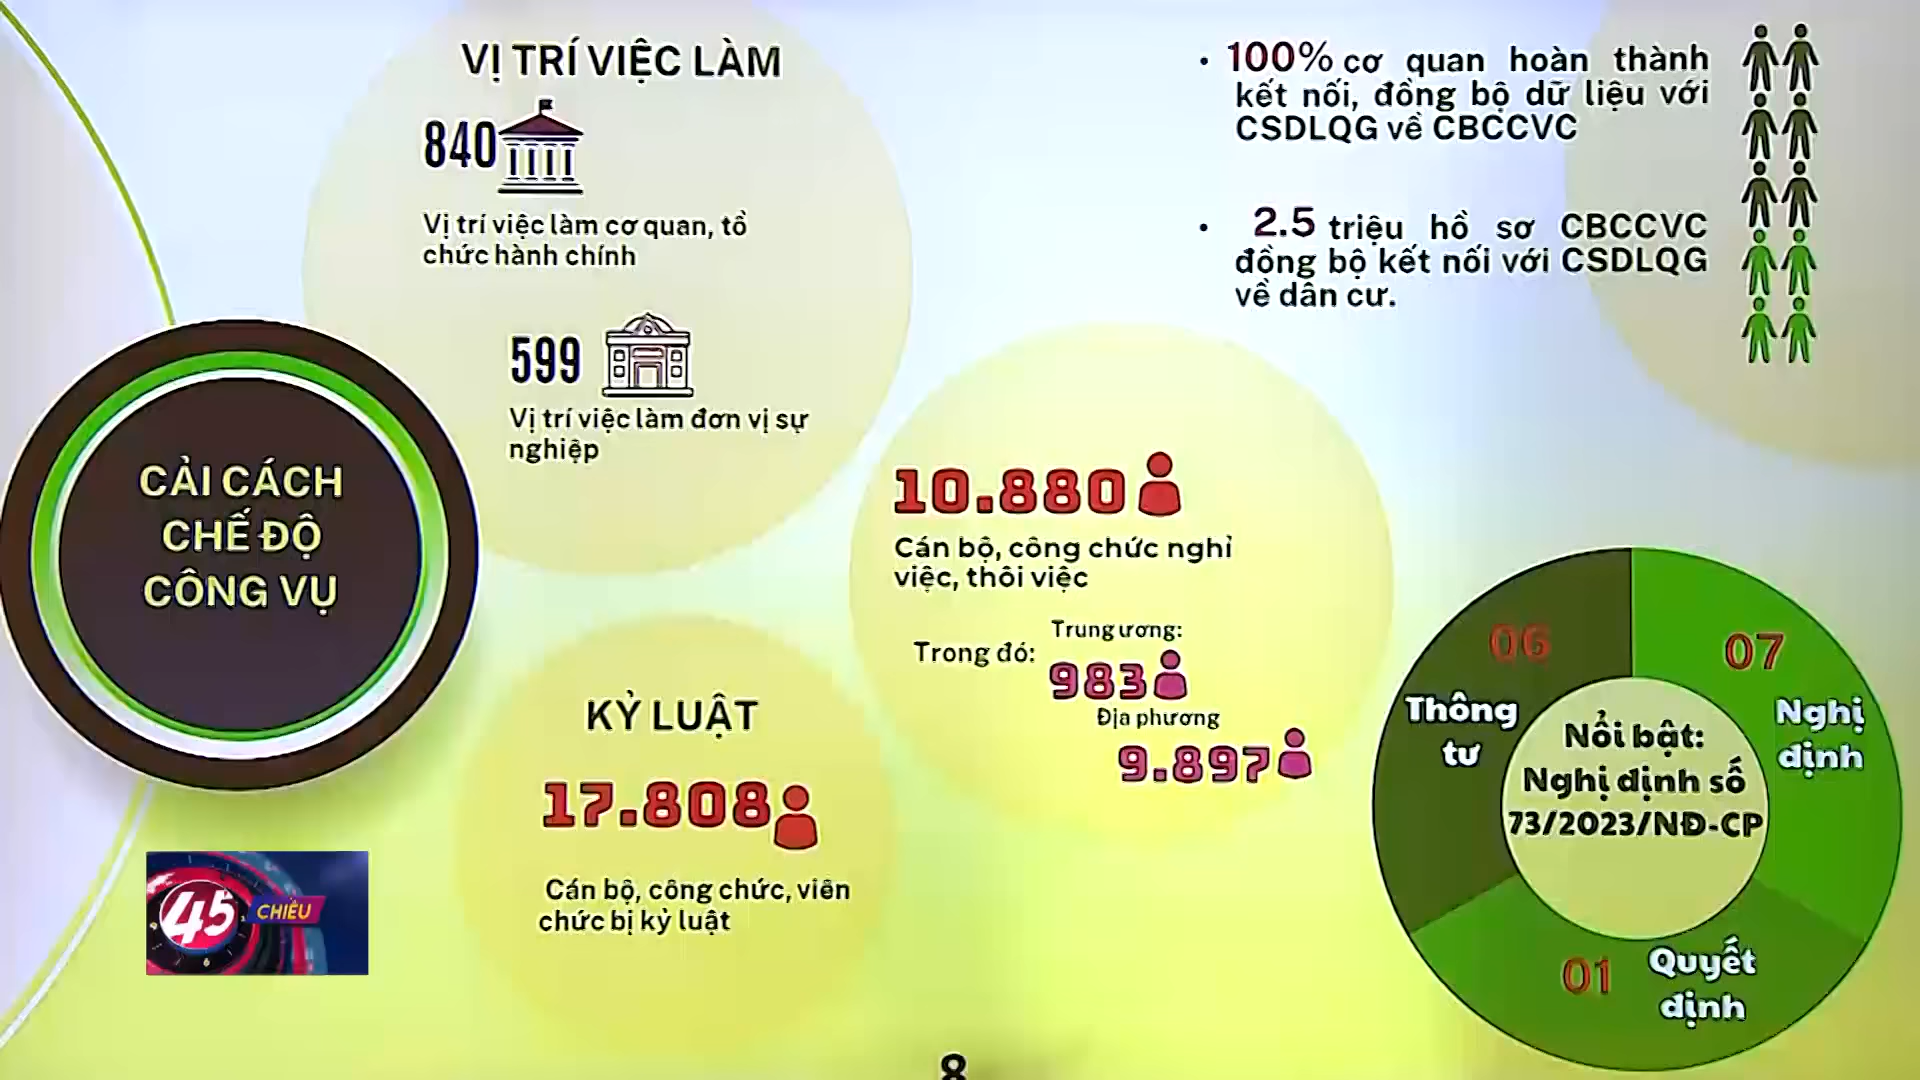 CẢI CÁCH
CHẾ ĐỘ
CÔNG VỤ
VỊ TRÍ VIỆC LÀM
840
Vị trí việc làm cơ quan, tổ
chức hành chính
599
Vị trí việc làm đơn vị sự
nghiệp
• 100% cơ quan hoàn thành
kết nối, đồng bộ dữ liệu với
CSDLQG về CBCCVC
• 2.5 triệu hồ sơ CBCCVC
đồng bộ kết nối với CSDLQG
về dân cư.
10.880
Cán bộ, công chức nghỉ
việc, thôi việc
Trong đó:
Trung ương:
983
Địa phương
9.897
KỶ LUẬT
17.808
Cán bộ, công chức, viên
chức bị kỷ luật
06
Thông
tư
07
Nghị
định
Nổi bật:
Nghị định số
73/2023/NĐ-CP
01
Quyết
định
45
CHIỀU
8